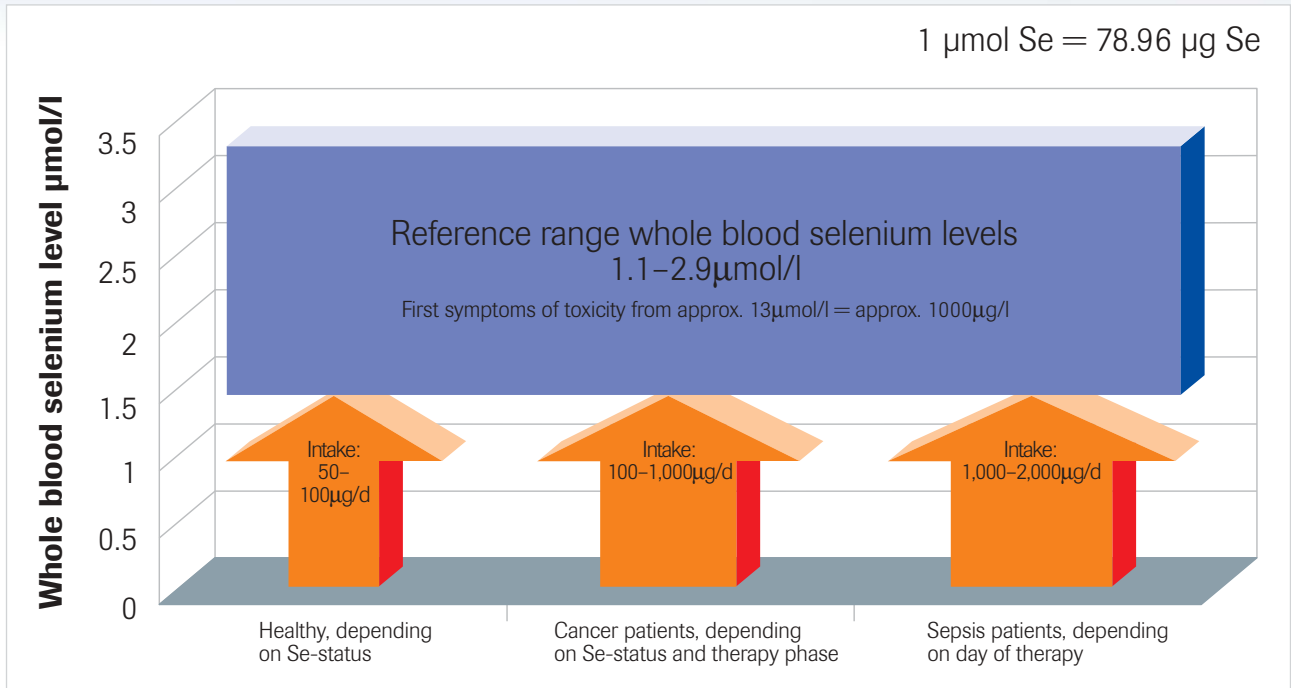 1 µmol Se = 78.96 µg Se
Whole blood selenium level µmol/l
3.5
3
2.5
2
1.5
1
0.5
0
Reference range whole blood selenium levels
1.1–2.9µmol/l
First symptoms of toxicity from approx. 13µmol/l = approx. 1000µg/l
Intake:
50–
100µg/d
Intake:
100–1,000µg/d
Intake:
1,000–2,000µg/d
Healthy, depending
on Se-status
Cancer patients, depending
on Se-status and therapy phase
Sepsis patients, depending
on day of therapy